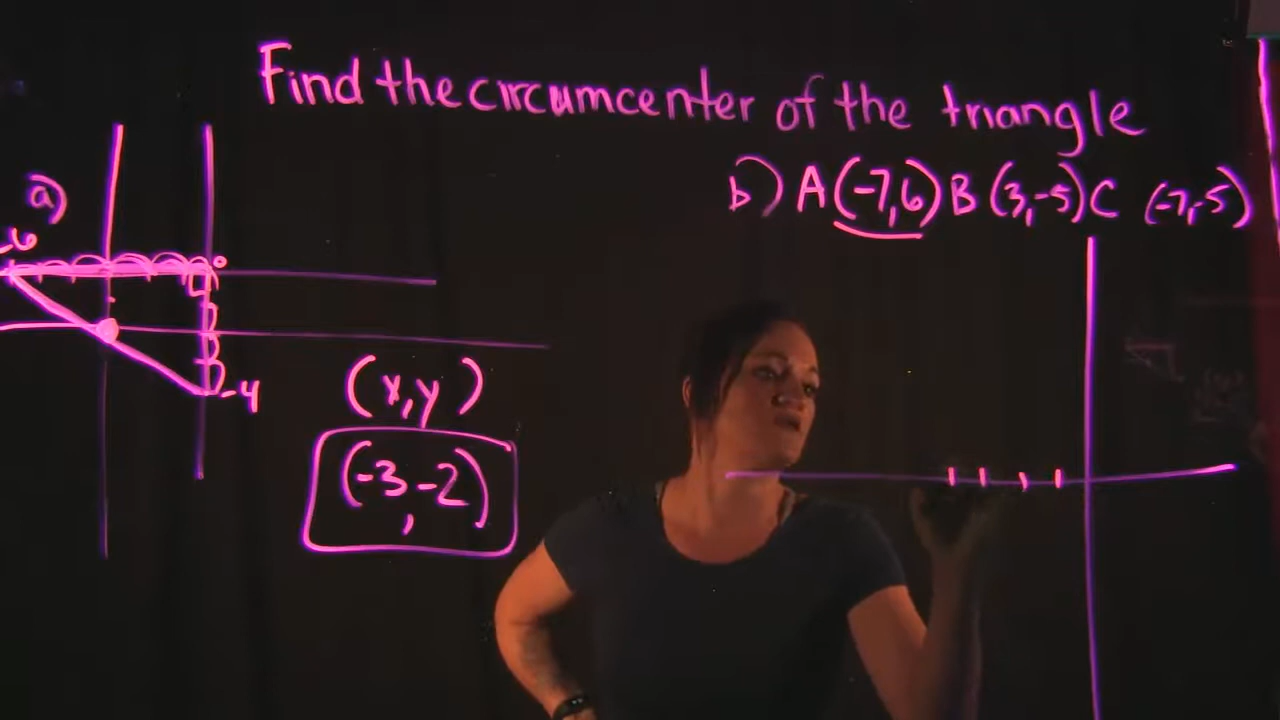 Find the circumcenter of the triangle
b) A(-7,6) B (3,-5) C (-7,-5)
a)
-6
-4
(x,y)
(-3,-2)